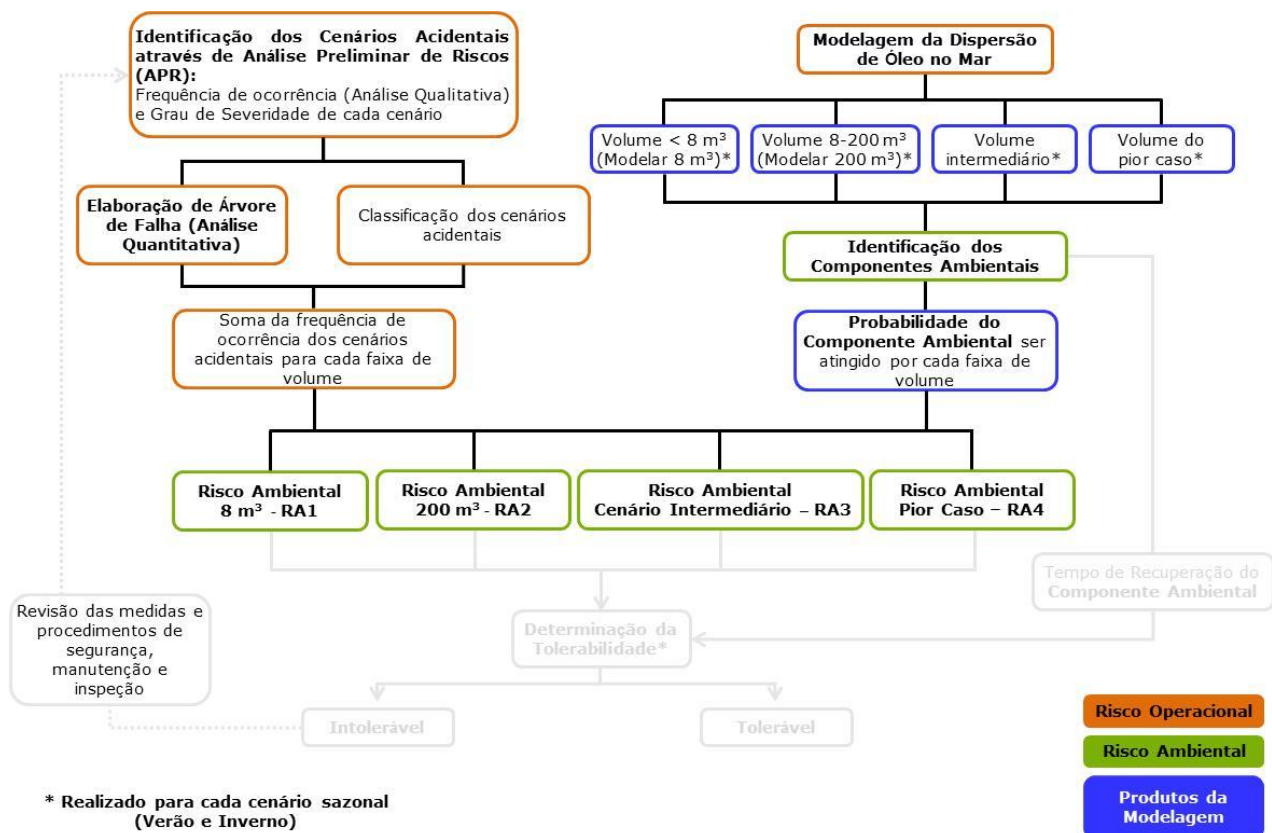 Identificação dos Cenários Acidentais
através de Análise Preliminar de Riscos
(APR):
Frequência de ocorrência (Análise Qualitativa)
e Grau de Severidade de cada cenário
Modelagem da Dispersão
de Óleo no Mar
Volume < 8 m³
(Modelar 8 m³)*
Volume 8-200 m³
(Modelar 200 m³)*
Volume
intermediário*
Volume do
pior caso*
Elaboração de Árvore
de Falha (Análise
Quantitativa)
Classificação dos cenários
acidentais
Identificação dos
Componentes Ambientais
Soma da frequência de
ocorrência dos cenários
acidentais para cada faixa de
volume
Probabilidade do
Componente Ambiental ser
atingido por cada faixa de
volume
Risco Ambiental
8 m³ - RA1
Risco Ambiental
200 m³ - RA2
Risco Ambiental
Cenário Intermediário – RA3
Risco Ambiental
Pior Caso – RA4
Tempo de Recuperação do
Componente Ambiental
Revisão das medidas e
procedimentos de
segurança,
manutenção e
inspeção
Determinação da
Tolerabilidade*
Intolerável
Tolerável
Risco Operacional
Risco Ambiental
Produtos da
Modelagem
* Realizado para cada cenário sazonal
(Verão e Inverno)